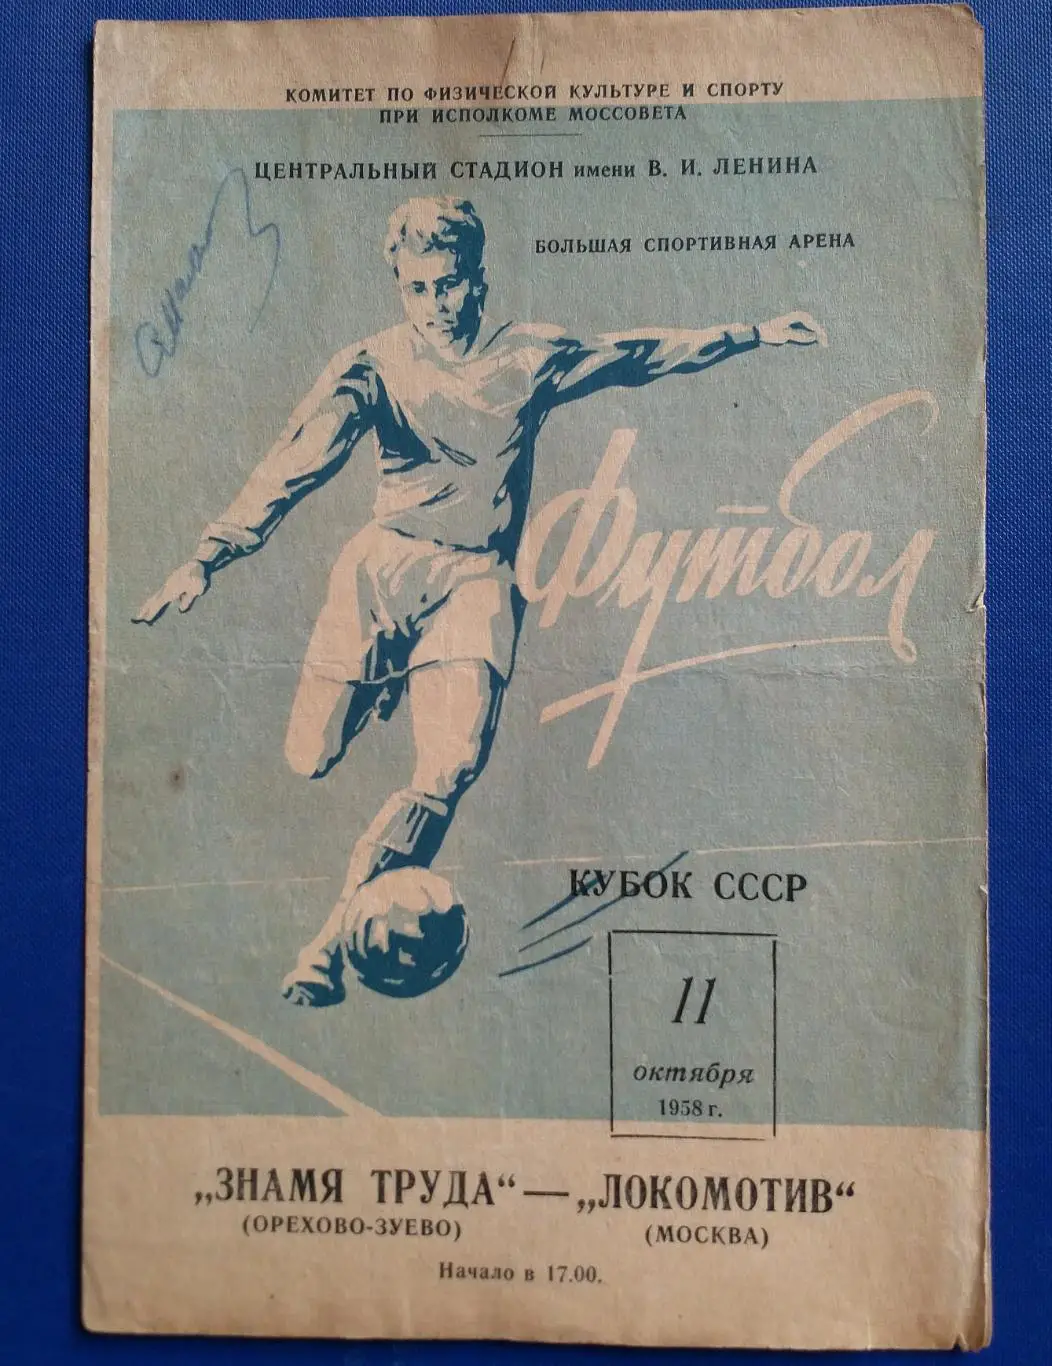 КОМИТЕТ ПО ФИЗИЧЕСКОЙ КУЛЬТУРЕ И СПОРТУ
ПРИ ИСПОЛКОМЕ МОССОВЕТА
ЦЕНТРАЛЬНЫЙ СТАДИОН имени В. И. ЛЕНИНА
БОЛЬШАЯ СПОРТИВНАЯ АРЕНА
Футбол
КУБОК СССР
11
октября
1958 г.
„ЗНАМЯ ТРУДА“ — „ЛОКОМОТИВ“
(ОРЕХОВО-ЗУЕВО) (МОСКВА)
Начало в 17.00.